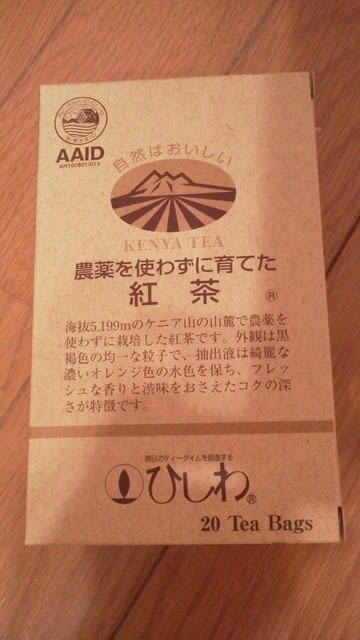 AAID
AH100801/015
自然はおいしい
KENYA TEA
農薬を使わずに育てた
紅茶 ®
海抜5,199mのケニア山の山麓で農薬を
使わずに栽培した紅茶です。外観は黒
褐色の均一な粒子で、抽出液は綺麗な
濃いオレンジ色の水色を保ち、フレッ
シュな香りと渋味をおさえたコクの深
さが特徴です。
明日のティータイムを創造する
ひしわ®
20 Tea Bags